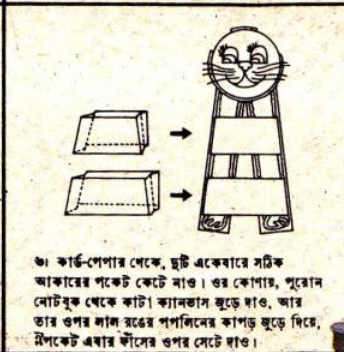 ৬। কার্ড-পেপার থেকে, দুটি একেবারে সঠিক
আকারের পকেট কেটে নাও। ওর কোণায়, পুরোন
নোটবুক থেকে কাটা ক্যানভাস জুড়ে দাও, আর
তার ওপর লাল রঙের পপলিনের কাপড় জুড়ে দিয়ে,
পকেট এবার ফাঁসের ওপর সেটে দাও।